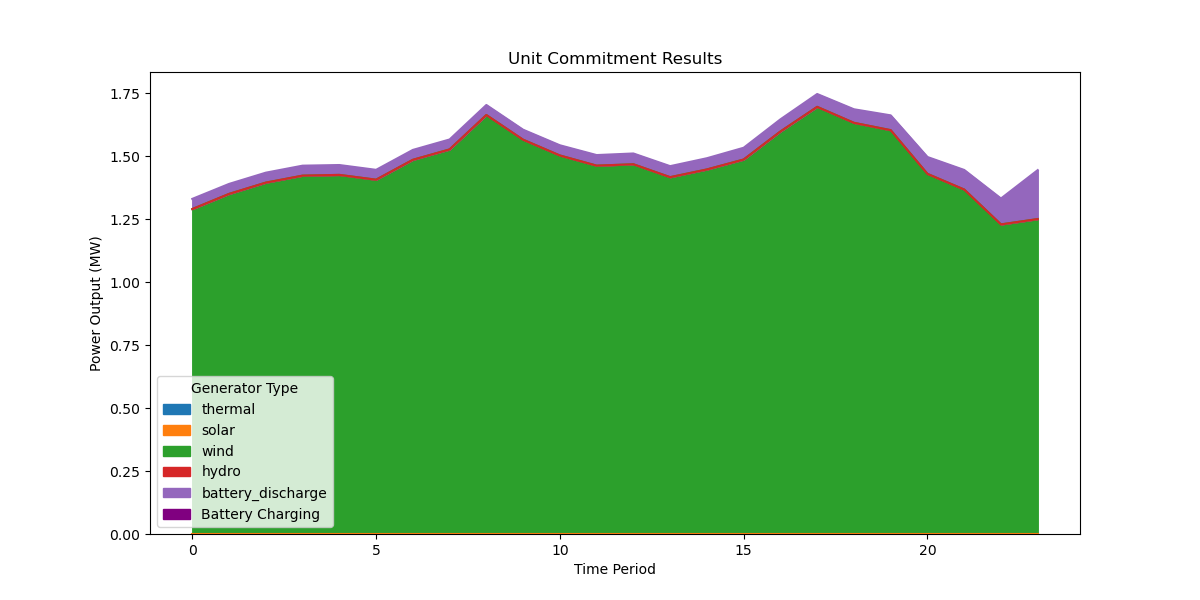 Unit Commitment Results
Power Output (MW)
1.75
1.50
1.25
1.00
0.75
0.50
0.25
0.00
Generator Type
thermal
solar
wind
hydro
battery_discharge
Battery Charging
0 5 10 15 20
Time Period